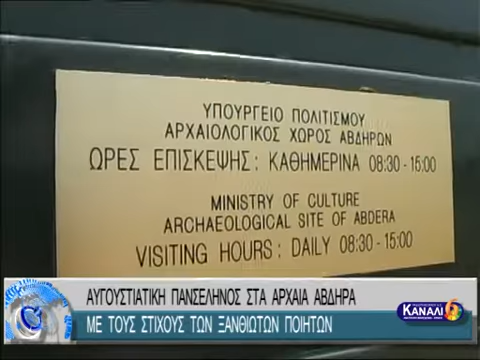 ΥΠΟΥΡΓΕΙΟ ΠΟΛΙΤΙΣΜΟΥ
ΑΡΧΑΙΟΛΟΓΙΚΟΣ ΧΩΡΟΣ ΑΒΔΗΡΩΝ
ΩΡΕΣ ΕΠΙΣΚΕΨΗΣ : ΚΑΘΗΜΕΡΙΝΑ 08:30 - 15:00
MINISTRY OF CULTURE
ARCHAEOLOGICAL SITE OF ABDERA
VISITING HOURS : DAILY 08:30 - 15:00
ΑΥΓΟΥΣΤΙΑΤΙΚΗ ΠΑΝΣΕΛΗΝΟΣ ΣΤΑ ΑΡΧΑΙΑ ΑΒΔΗΡΑ
ΜΕ ΤΟΥΣ ΣΤΙΧΟΥΣ ΤΩΝ ΞΑΝΘΙΩΤΩΝ ΠΟΙΗΤΩΝ
ΚΑΝΑΛΙ 6